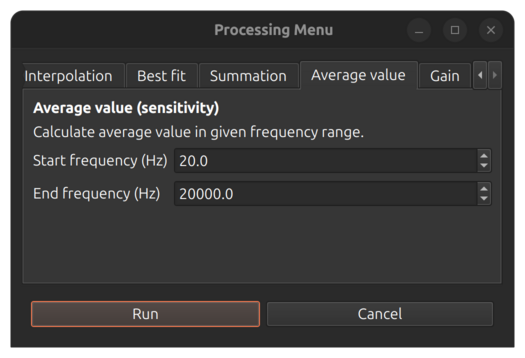 Processing Menu
Interpolation Best fit Summation Average value Gain
Average value (sensitivity)
Calculate average value in given frequency range.
Start frequency (Hz) 20.0
End frequency (Hz) 20000.0
Run Cancel